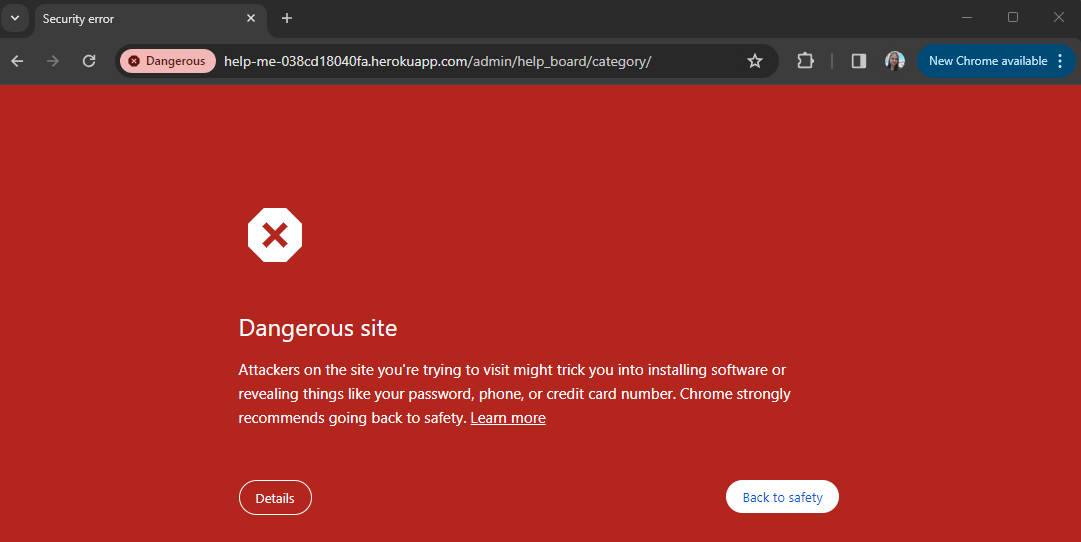 Security error
Dangerous help-me-038cd18040fa.herokuapp.com/admin/help_board/category/ New Chrome available
Dangerous site
Attackers on the site you're trying to visit might trick you into installing software or
revealing things like your password, phone, or credit card number. Chrome strongly
recommends going back to safety. Learn more
Details Back to safety